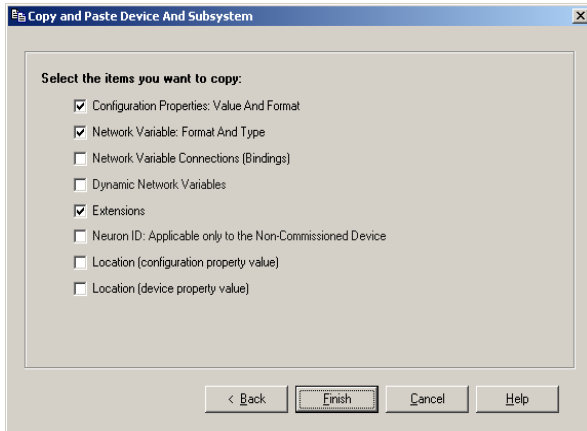 Copy and Paste Device And Subsystem
Select the items you want to copy:
Configuration Properties: Value And Format
Network Variable: Format And Type
Network Variable Connections (Bindings)
Dynamic Network Variables
Extensions
Neuron ID: Applicable only to the Non-Commissioned Device
Location (configuration property value)
Location (device property value)
< Back Finish Cancel Help